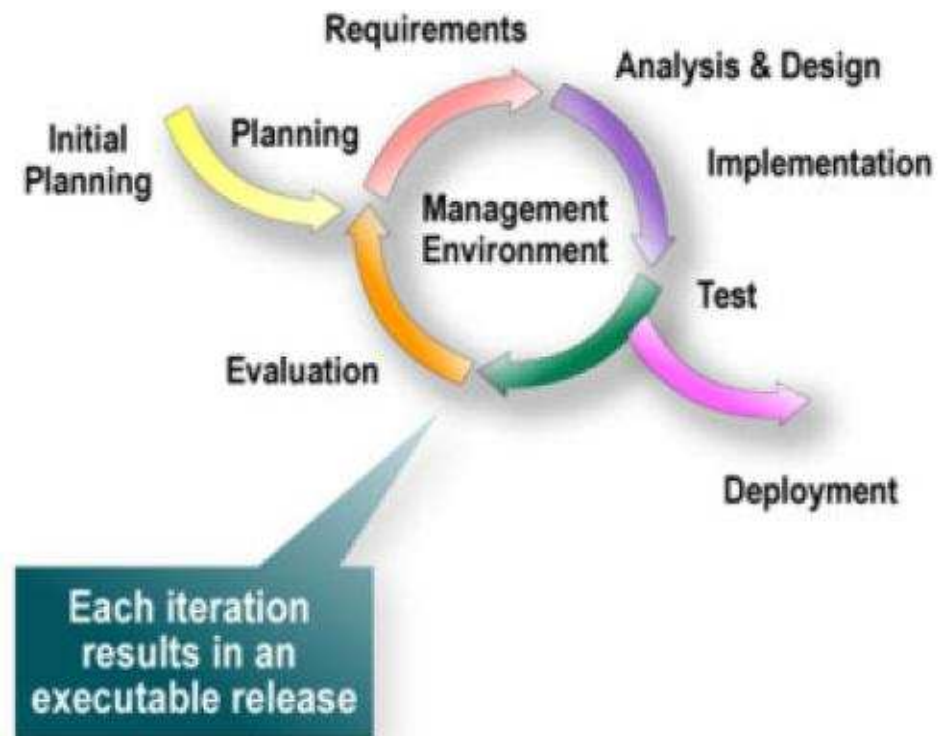 Requirements
Analysis & Design
Planning
Initial
Planning
Implementation
Management
Environment
Test
Evaluation
Deployment
Each iteration
results in an
executable release